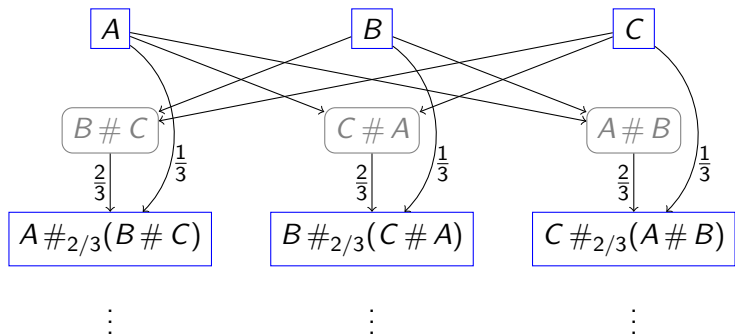 A B C
B # C C # A A # B
2/3 1/3 2/3 1/3 2/3 1/3
A #_{2/3}(B # C) B #_{2/3}(C # A) C #_{2/3}(A # B)
⋮ ⋮ ⋮